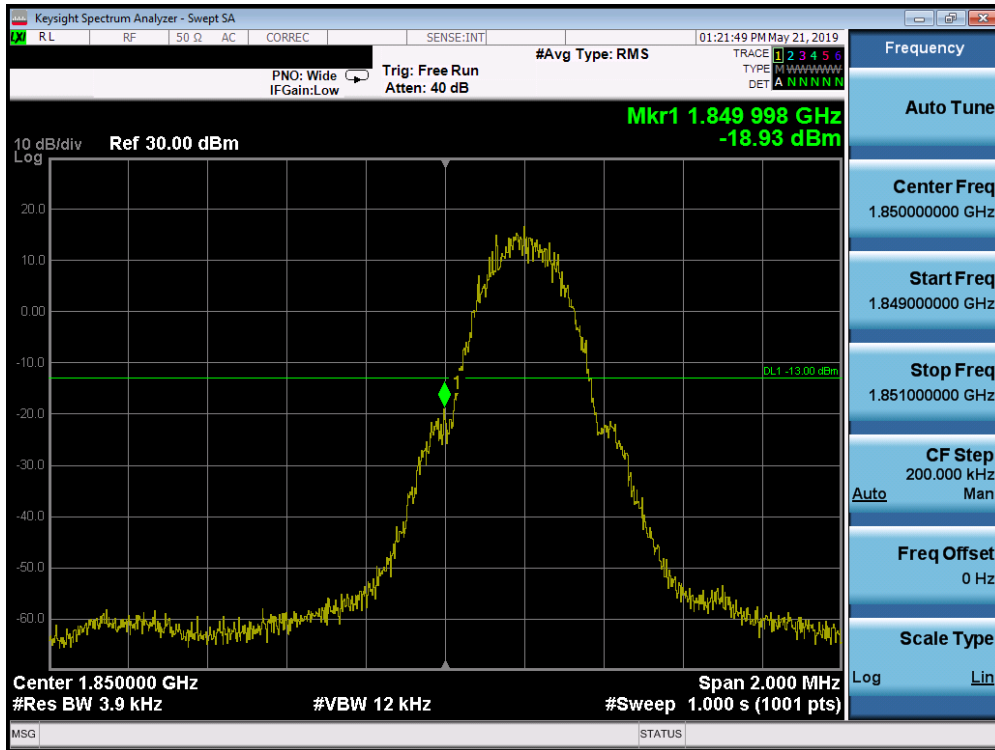 Keysight Spectrum Analyzer - Swept SA
LXI RL RF 50 Ω AC CORREC SENSE:INT 01:21:49 PM May 21, 2019
#Avg Type: RMS TRACE 1 2 3 4 5 6
PNO: Wide Trig: Free Run TYPE M WWWWW
IFGain:Low Atten: 40 dB DET A N N N N N
Mkr1 1.849 998 GHz
-18.93 dBm
10 dB/div Ref 30.00 dBm
Log
20.0
10.0
0.00
-10.0
DL1 -13.00 dBm
-20.0
-30.0
-40.0
-50.0
-60.0
Center 1.850000 GHz Span 2.000 MHz
#Res BW 3.9 kHz #VBW 12 kHz #Sweep 1.000 s (1001 pts)
MSG STATUS
Frequency
Auto Tune
Center Freq
1.850000000 GHz
Start Freq
1.849000000 GHz
Stop Freq
1.851000000 GHz
CF Step
200.000 kHz
Auto Man
Freq Offset
0 Hz
Scale Type
Log Lin